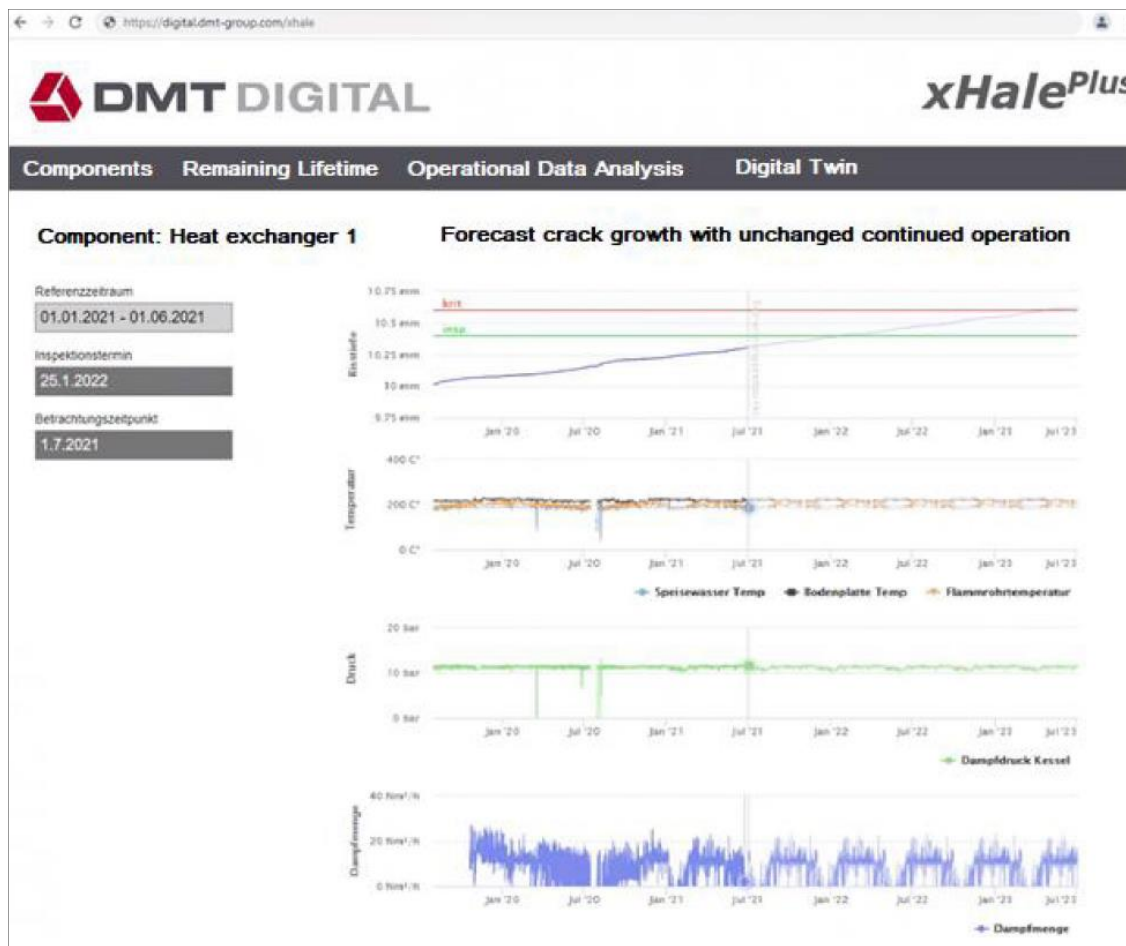 https://digital.dmt-group.com/xhale
DMT DIGITAL
xHalePlus
Components Remaining Lifetime Operational Data Analysis Digital Twin
Component: Heat exchanger 1
Forecast crack growth with unchanged continued operation
Referenzzeitraum
01.01.2021 - 01.06.2021
Inspektionstermin
25.1.2022
Betrachtungszeitpunkt
1.7.2021
Risstiefe
10.75 mm
krit
10.5 mm
insp
10.25 mm
10 mm
9.75 mm
Jan '20 Jul '20 Jan '21 Jul '21 Jan '22 Jul '22 Jan '23 Jul '23
Temperatur
400 C°
200 C°
0 C°
Jan '20 Jul '20 Jan '21 Jul '21 Jan '22 Jul '22 Jan '23 Jul '23
Speisewasser Temp Bodenplatte Temp Flammrohrtemperatur
Druck
20 bar
10 bar
0 bar
Jan '20 Jul '20 Jan '21 Jul '21 Jan '22 Jul '22 Jan '23 Jul '23
Dampfdruck Kessel
Dampfmenge
40 Nm³/h
20 Nm³/h
0 Nm³/h
Jan '20 Jul '20 Jan '21 Jul '21 Jan '22 Jul '22 Jan '23 Jul '23
Dampfmenge